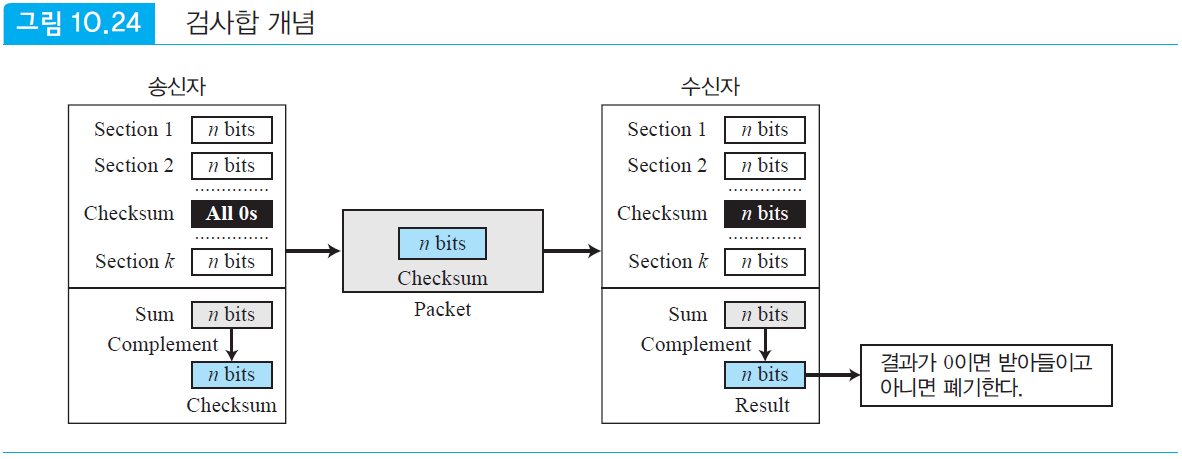 그림 10.24 검사합 개념
송신자
Section 1 n bits
Section 2 n bits
Checksum All 0s
Section k n bits
Sum n bits
Complement
n bits
Checksum
n bits
Checksum
Packet
수신자
Section 1 n bits
Section 2 n bits
Checksum n bits
Section k n bits
Sum n bits
Complement
n bits
Result
결과가 0이면 받아들이고
아니면 폐기한다.